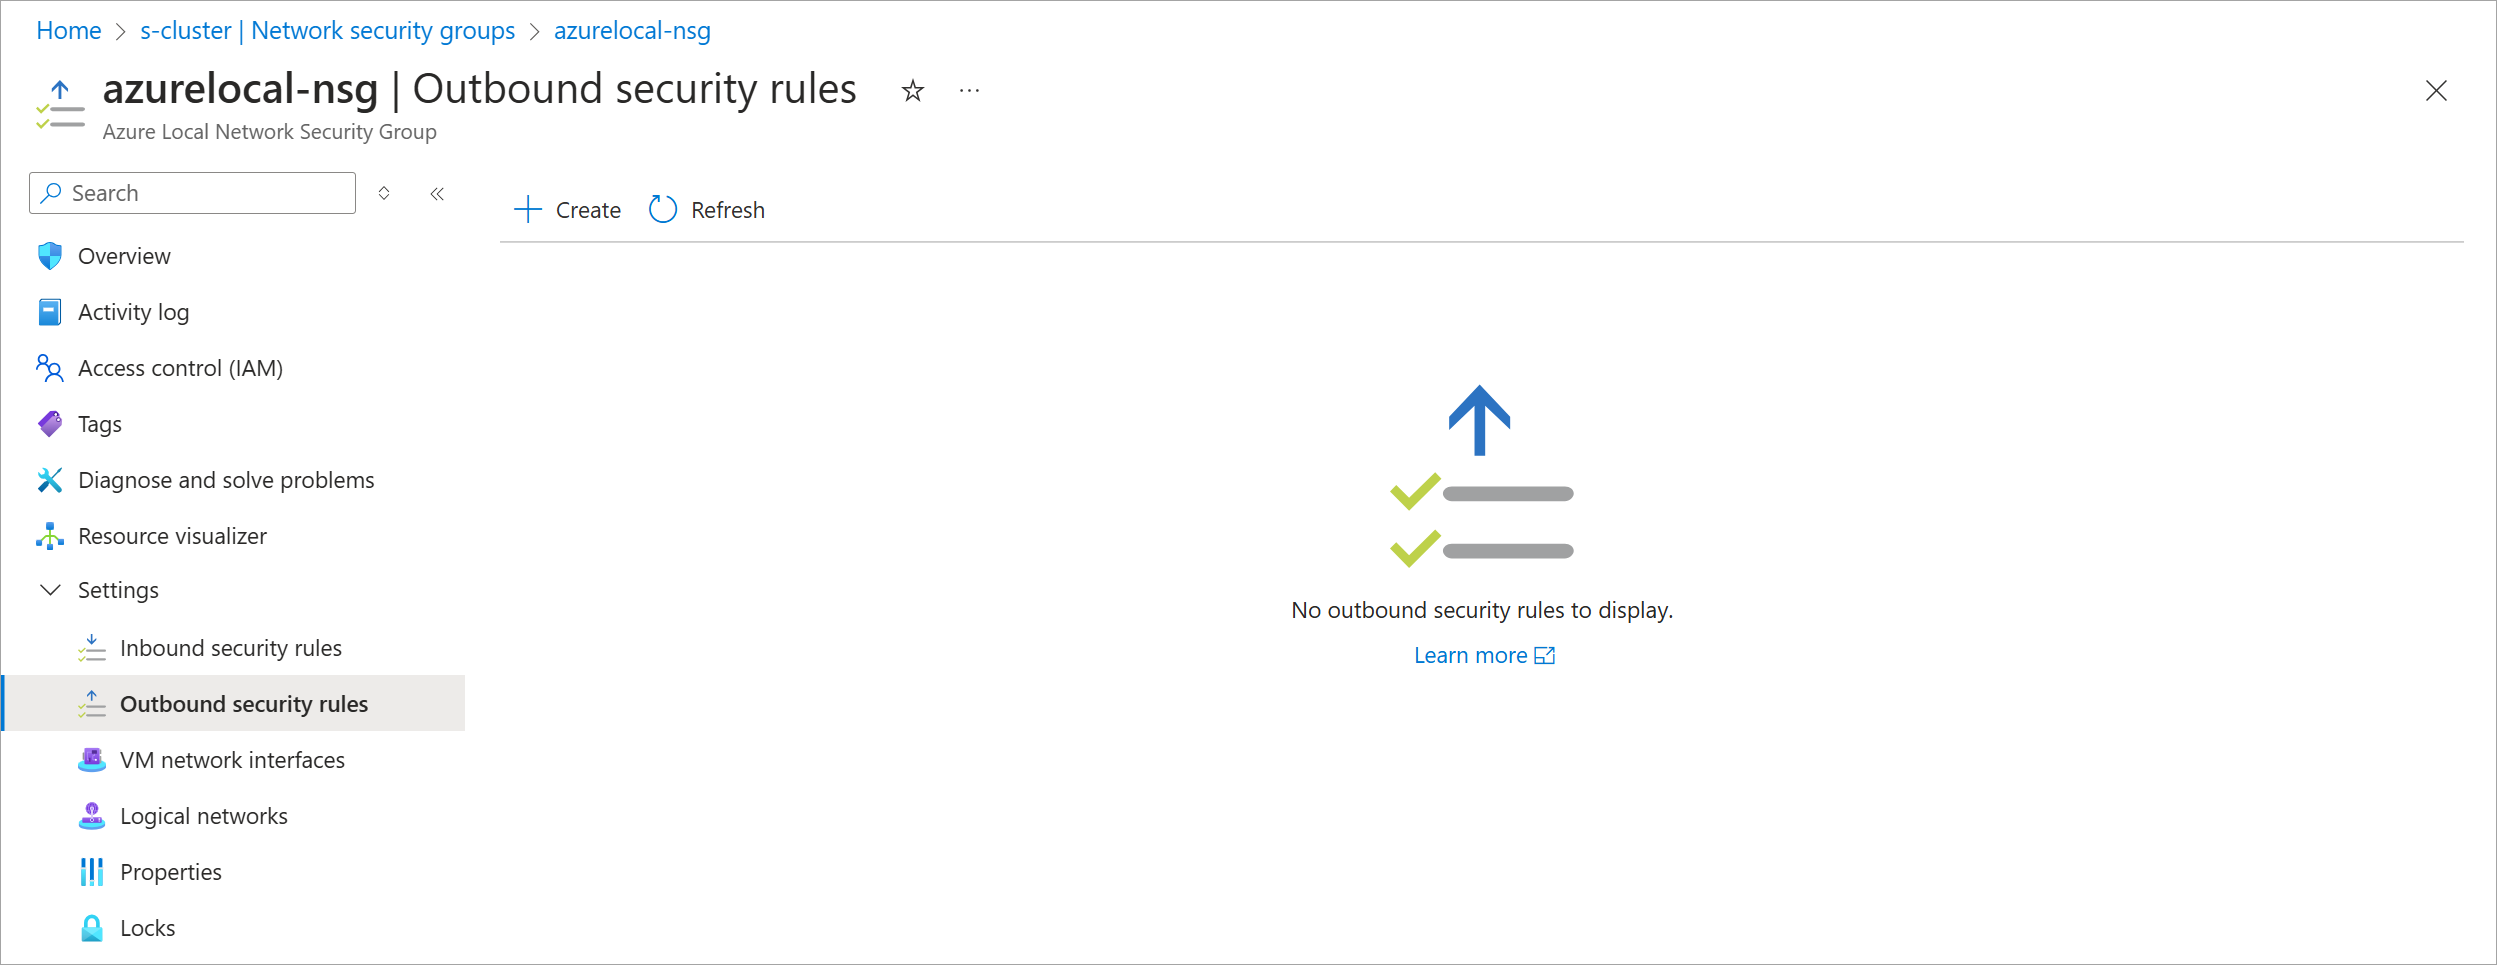 Home > s-cluster | Network security groups > azurelocal-nsg
azurelocal-nsg | Outbound security rules
Azure Local Network Security Group
Search
Create
Refresh
Overview
Activity log
Access control (IAM)
Tags
Diagnose and solve problems
Resource visualizer
Settings
Inbound security rules
Outbound security rules
VM network interfaces
Logical networks
Properties
Locks
No outbound security rules to display.
Learn more